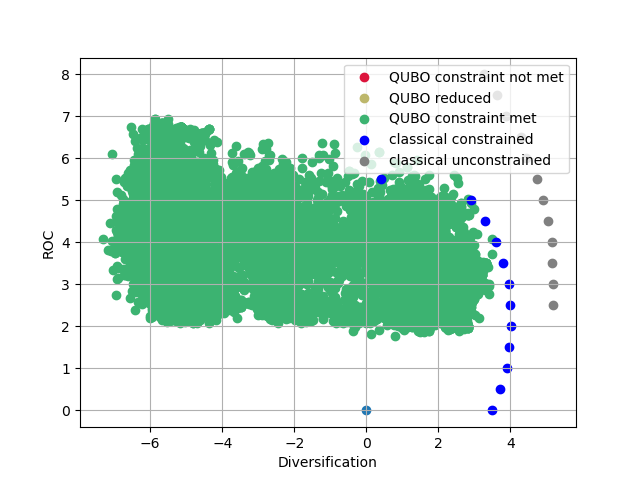 8
7
6
5
4
3
2
1
0
ROC
QUBO constraint not met
QUBO reduced
QUBO constraint met
classical constrained
classical unconstrained
−6
−4
−2
0
2
4
Diversification